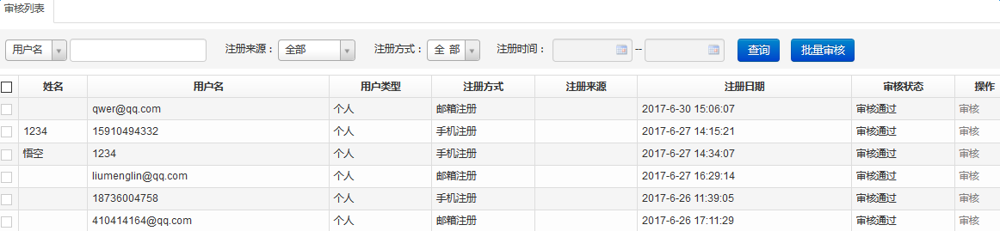 审核列表
用户名 注册来源： 全部 注册方式： 全 部 注册时间： -- 查询 批量审核
姓名 用户名 用户类型 注册方式 注册来源 注册日期 审核状态 操作
qwer@qq.com 个人 邮箱注册 2017-6-30 15:06:07 审核通过 审核
1234 15910494332 个人 手机注册 2017-6-27 14:15:21 审核通过 审核
悟空 1234 个人 手机注册 2017-6-27 14:34:07 审核通过 审核
liumenglin@qq.com 个人 邮箱注册 2017-6-27 16:29:14 审核通过 审核
18736004758 个人 手机注册 2017-6-26 11:39:05 审核通过 审核
410414164@qq.com 个人 邮箱注册 2017-6-26 17:11:29 审核通过 审核